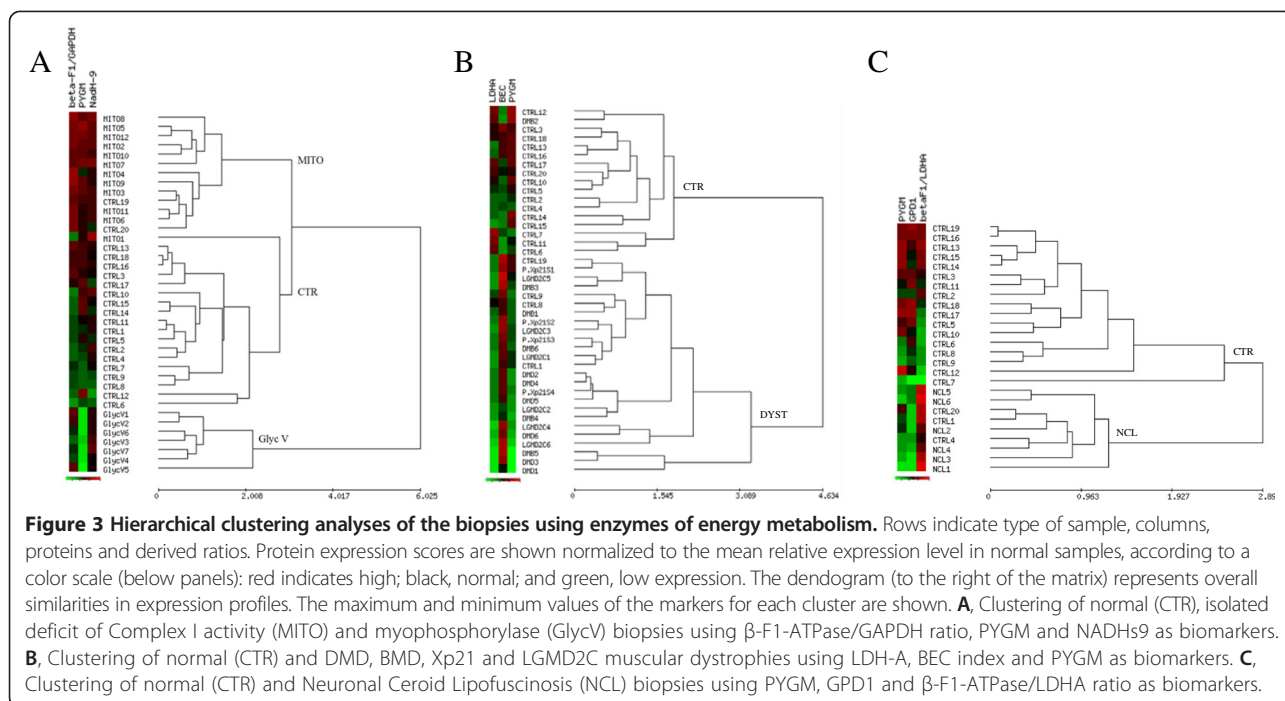 A
beta-F1/GAPDH
PYGM
NadH-9
MITO8
MITO5
MITO12
MITO2
MITO10
MITO7
MITO4
MITO9
MITO3
CTRL19
MITO11
MITO6
CTRL20
MITO1
CTRL13
CTRL18
CTRL16
CTRL3
CTRL17
CTRL10
CTRL15
CTRL14
CTRL11
CTRL1
CTRL5
CTRL2
CTRL4
CTRL7
CTRL9
CTRL8
CTRL12
CTRL6
GlycV1
GlycV2
GlycV6
GlycV3
GlycV7
GlycV4
GlycV5
MITO
CTR
Glyc V
0 2.008 4.017 6.025
B
LDHA
BEC
PYGM
CTRL12
DMB2
CTRL3
CTRL18
CTRL13
CTRL16
CTRL17
CTRL20
CTRL10
CTRL5
CTRL2
CTRL4
CTRL14
CTRL15
CTRL7
CTRL11
CTRL6
CTRL19
P.Xp21S1
LGMD2C5
DMB3
CTRL9
CTRL8
DMB1
P.Xp21S2
LGMD2C3
P.Xp21S3
DMB6
LGMD2C1
CTRL1
DMD2
DMD4
P.Xp21S4
DMD5
LGMD2C2
DMB4
LGMD2C4
DMD6
LGMD2C6
DMB5
DMD3
DMD1
CTR
DYST
0 1.545 3.089 4.634
C
PYGM
GPD1
betaF1/LDHA
CTRL19
CTRL16
CTRL13
CTRL15
CTRL14
CTRL3
CTRL11
CTRL2
CTRL18
CTRL17
CTRL5
CTRL10
CTRL6
CTRL8
CTRL9
CTRL12
CTRL7
NCL5
NCL6
CTRL20
CTRL1
NCL2
CTRL4
NCL4
NCL3
NCL1
CTR
NCL
0 0.963 1.927 2.89
Figure 3 Hierarchical clustering analyses of the biopsies using enzymes of energy metabolism. Rows indicate type of sample, columns,
proteins and derived ratios. Protein expression scores are shown normalized to the mean relative expression level in normal samples, according to a
color scale (below panels): red indicates high; black, normal; and green, low expression. The dendogram (to the right of the matrix) represents overall
similarities in expression profiles. The maximum and minimum values of the markers for each cluster are shown. A, Clustering of normal (CTR), isolated
deficit of Complex I activity (MITO) and myophosphorylase (GlycV) biopsies using β-F1-ATPase/GAPDH ratio, PYGM and NADHs9 as biomarkers.
B, Clustering of normal (CTR) and DMD, BMD, Xp21 and LGMD2C muscular dystrophies using LDH-A, BEC index and PYGM as biomarkers. C,
Clustering of normal (CTR) and Neuronal Ceroid Lipofuscinosis (NCL) biopsies using PYGM, GPD1 and β-F1-ATPase/LDHA ratio as biomarkers.